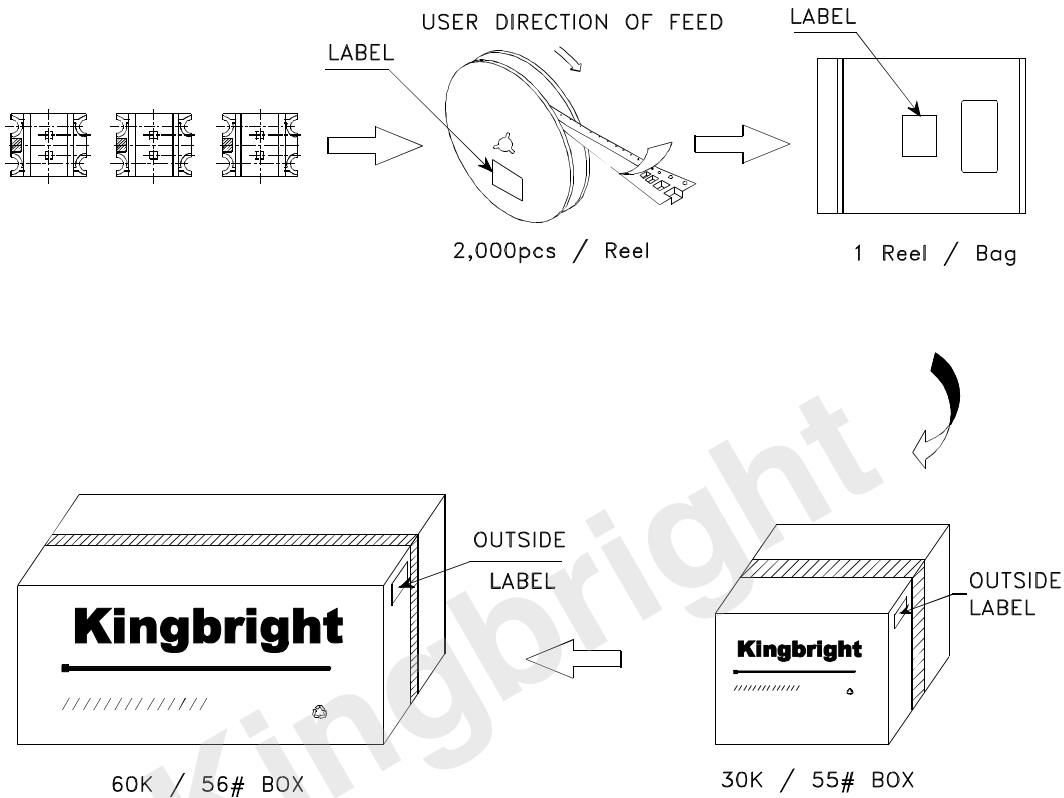 USER DIRECTION OF FEED
LABEL
LABEL
2,000pcs / Reel
1 Reel / Bag
OUTSIDE
LABEL
Kingbright
60K / 56# BOX
OUTSIDE
LABEL
Kingbright
30K / 55# BOX
Kingbright